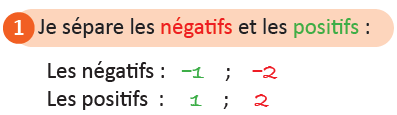 1 Je sépare les négatifs et les positifs :
Les négatifs : -1 ; -2
Les positifs : 1 ; 2